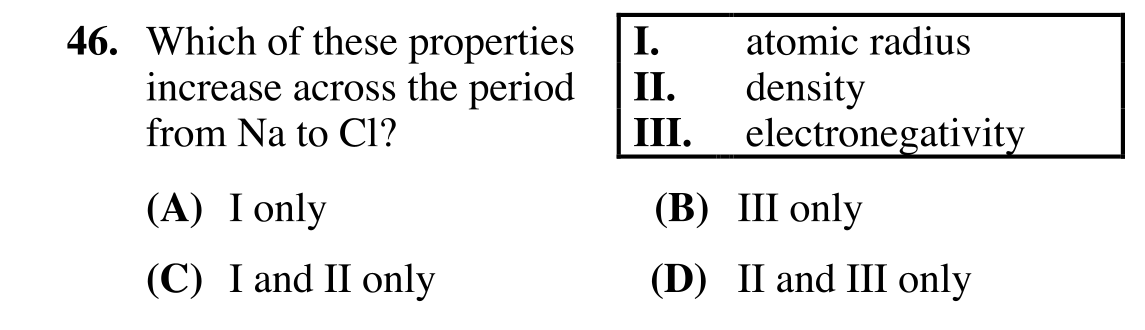 46. Which of these properties
increase across the period
from Na to Cl?
I. atomic radius
II. density
III. electronegativity
(A) I only
(B) III only
(C) I and II only
(D) II and III only